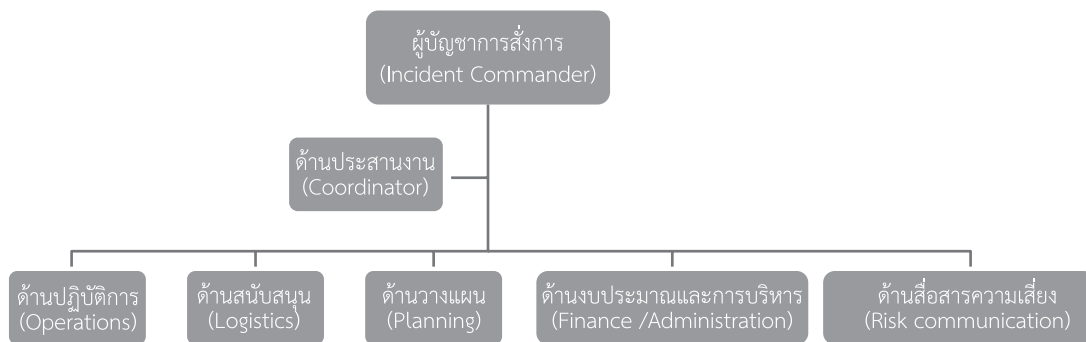 ผู้บัญชาการสั่งการ
(Incident Commander)
ด้านประสานงาน
(Coordinator)
ด้านปฏิบัติการ
(Operations)
ด้านสนับสนุน
(Logistics)
ด้านวางแผน
(Planning)
ด้านงบประมาณและการบริหาร
(Finance /Administration)
ด้านสื่อสารความเสี่ยง
(Risk communication)